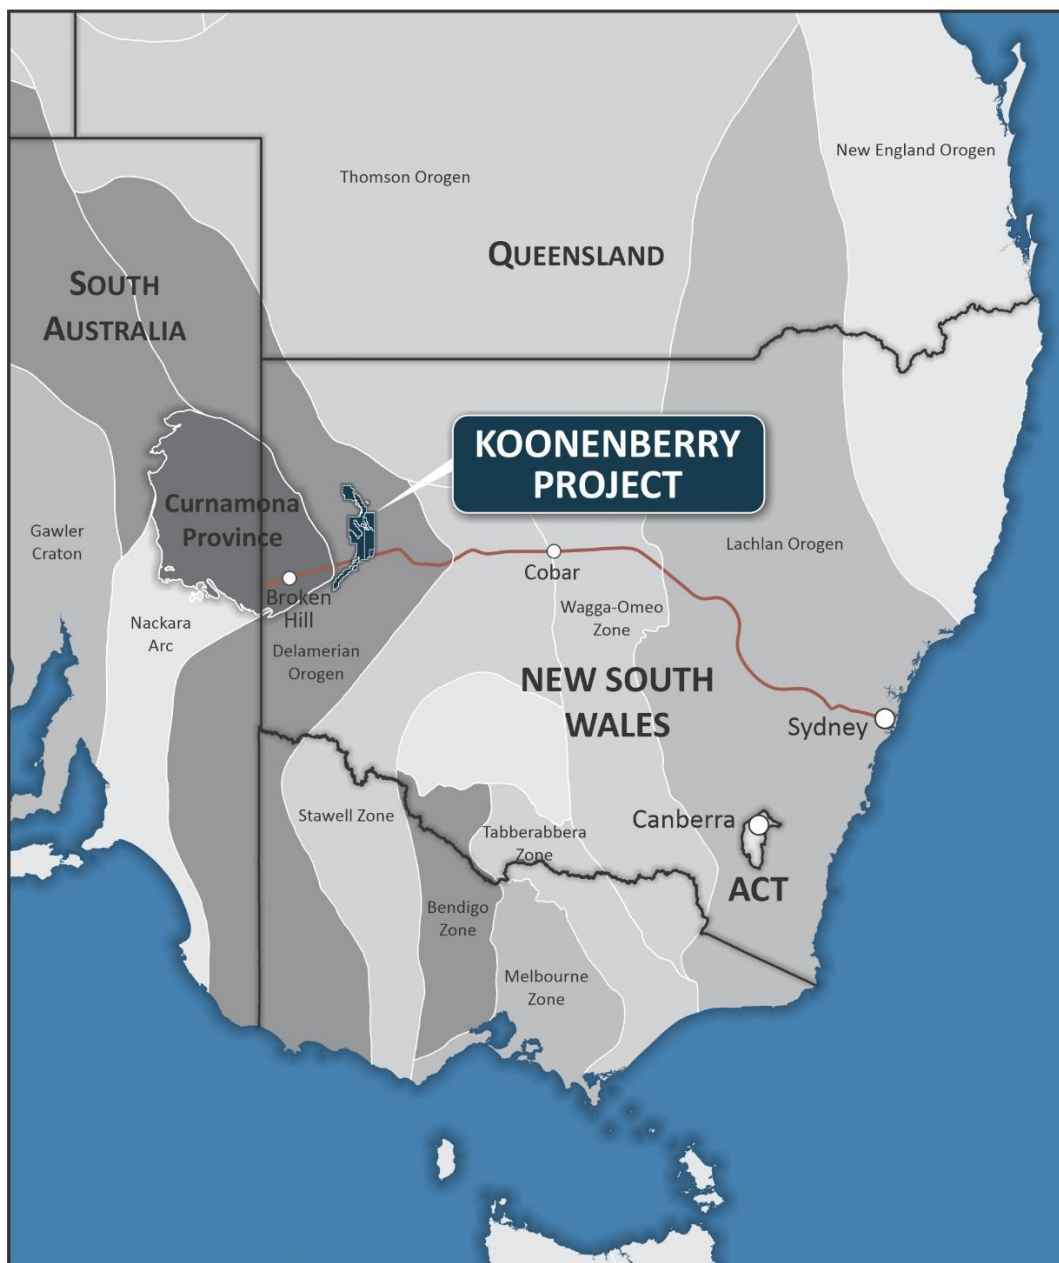 New England Orogen
Thomson Orogen
QUEENSLAND
SOUTH
AUSTRALIA
KOONENBERRY
PROJECT
Curnamona
Province
Gawler
Craton
Lachlan Orogen
Cobar
Broken
Hill
Wagga-Omeo
Zone
Nackara
Arc
Delamerian
Orogen
NEW SOUTH
WALES
Sydney
Stawell Zone
Canberra
Tabberabbera
Zone
ACT
Bendigo
Zone
Melbourne
Zone